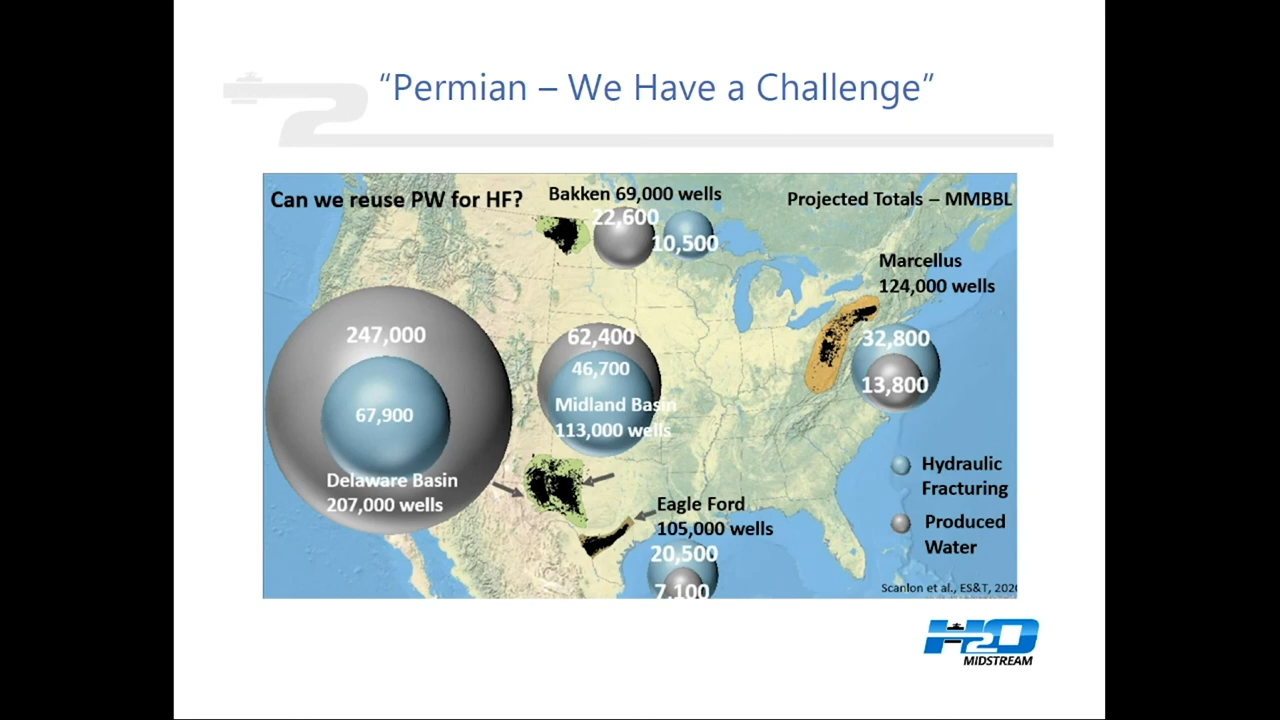 “Permian – We Have a Challenge”
Can we reuse PW for HF?
Bakken 69,000 wells
22,600
10,500
Projected Totals – MMBBL
Marcellus
124,000 wells
32,800
13,800
247,000
67,900
Delaware Basin
207,000 wells
62,400
46,700
Midland Basin
113,000 wells
Eagle Ford
105,000 wells
20,500
7,100
Hydraulic
Fracturing
Produced
Water
Scanlon et al., ES&T, 202
H2O
MIDSTREAM